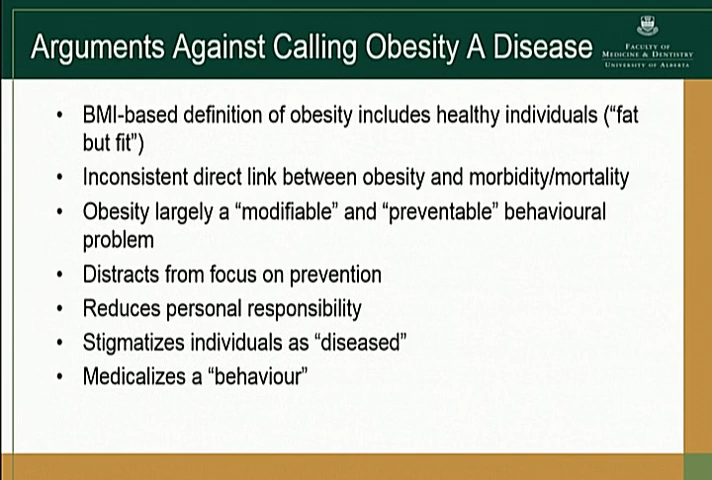 Arguments Against Calling Obesity A Disease
FACULTY OF
MEDICINE & DENTISTRY
UNIVERSITY OF ALBERTA
• BMI-based definition of obesity includes healthy individuals (“fat
but fit”)
• Inconsistent direct link between obesity and morbidity/mortality
• Obesity largely a “modifiable” and “preventable” behavioural
problem
• Distracts from focus on prevention
• Reduces personal responsibility
• Stigmatizes individuals as “diseased”
• Medicalizes a “behaviour”